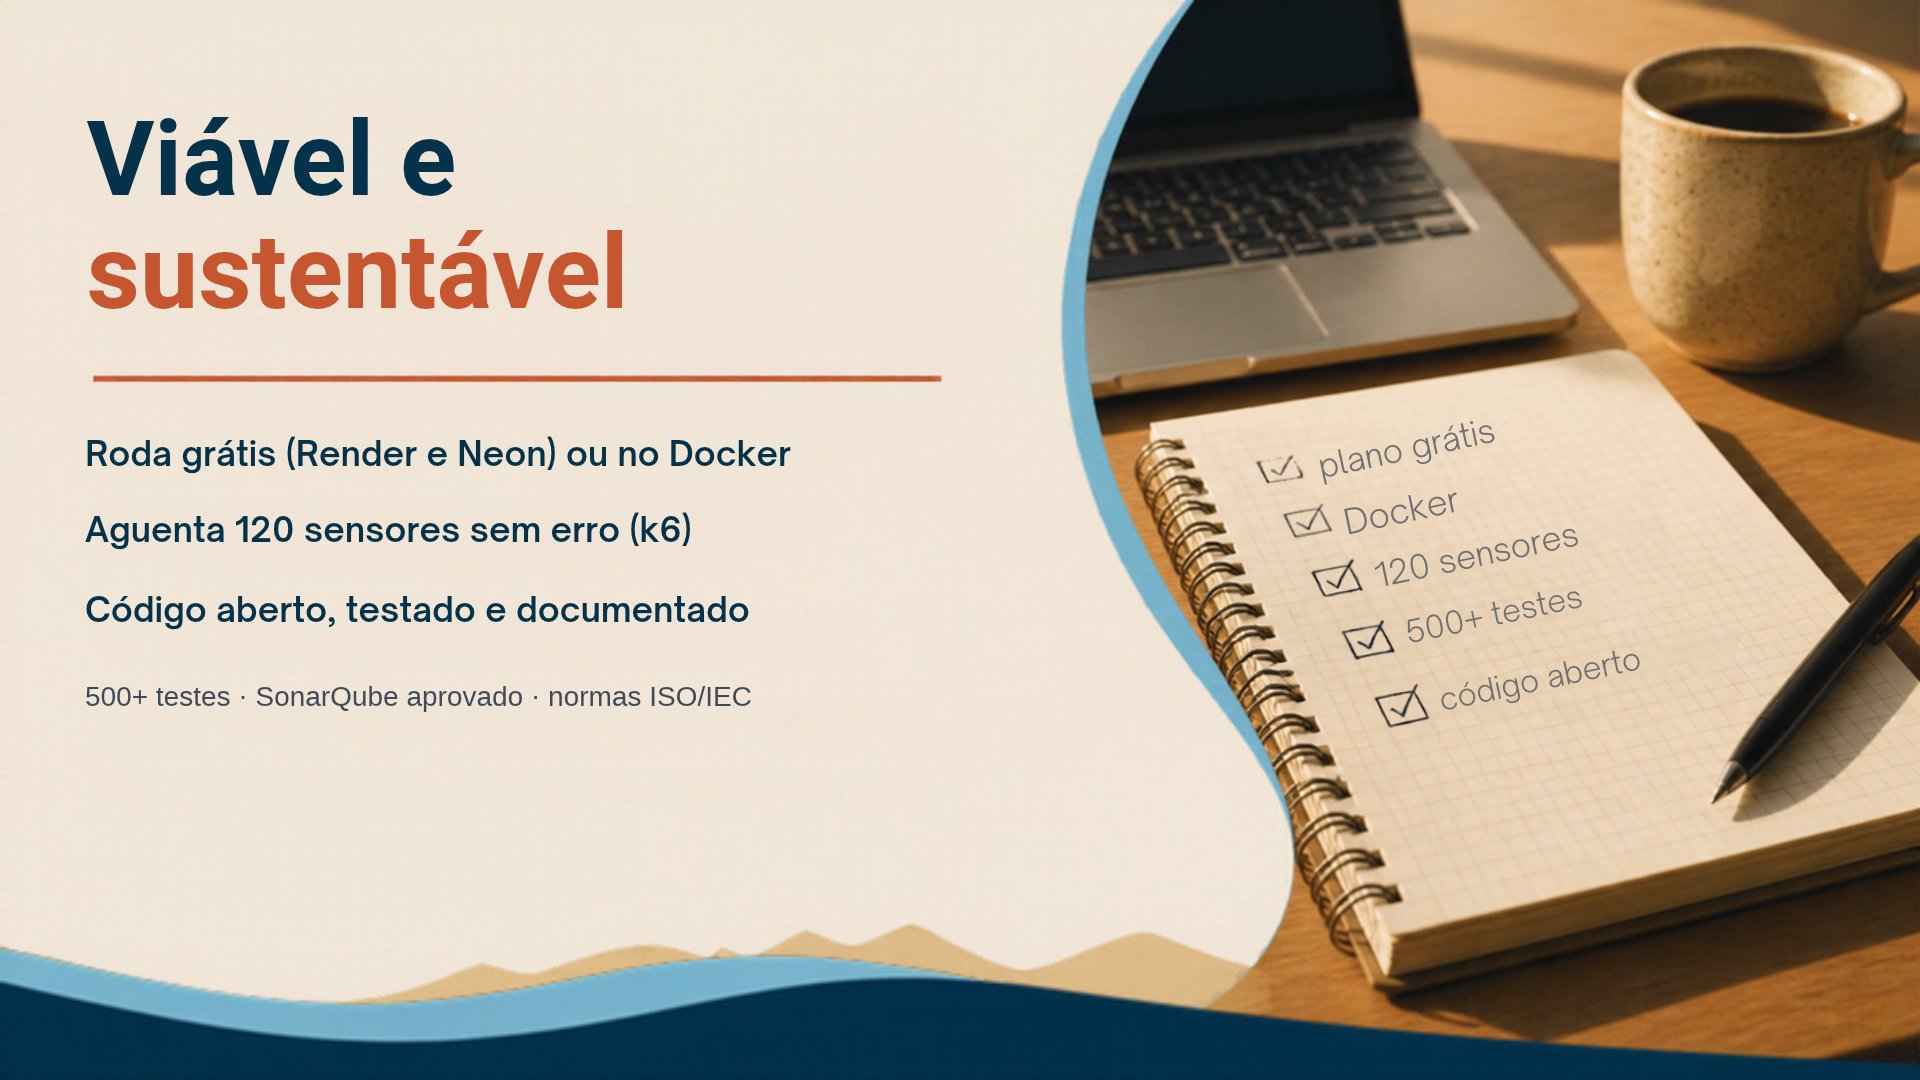 Viável e
sustentável
Roda grátis (Render e Neon) ou no Docker
Aguenta 120 sensores sem erro (k6)
Código aberto, testado e documentado
500+ testes · SonarQube aprovado · normas ISO/IEC
plano grátis
Docker
120 sensores
500+ testes
código aberto